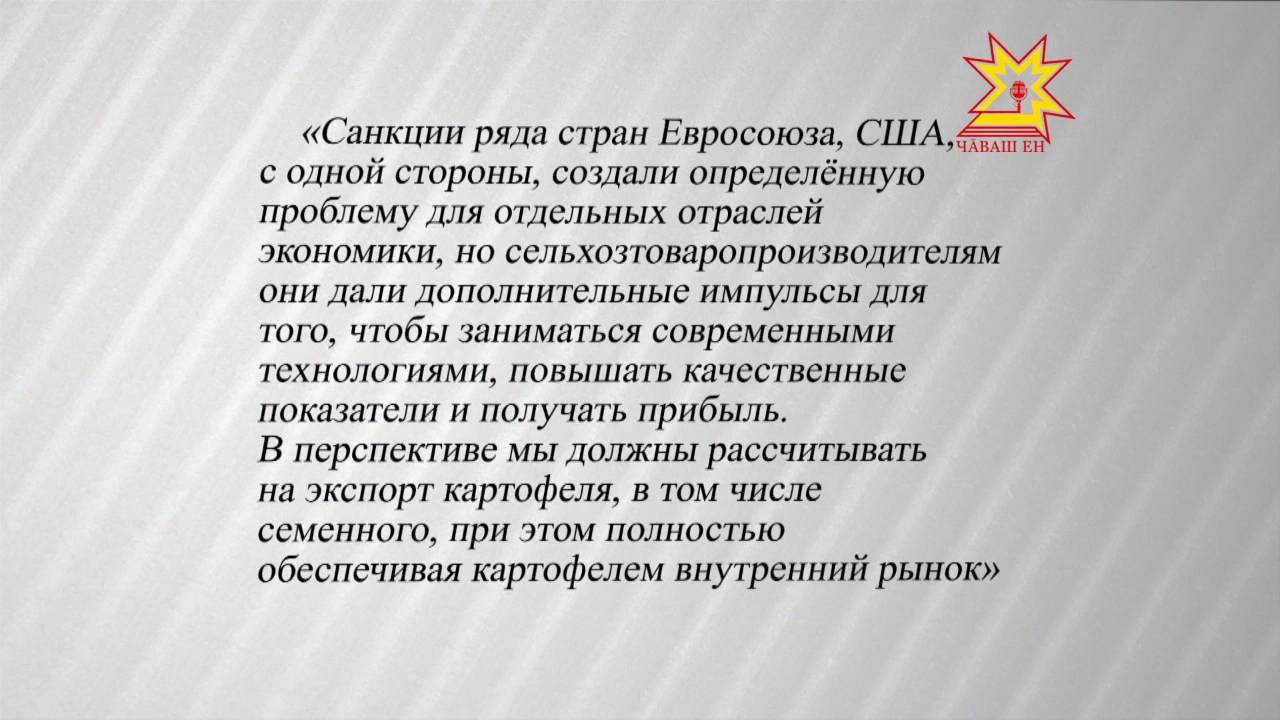 «Санкции ряда стран Евросоюза, США,
ЧӐВАШ ЕН
с одной стороны, создали определённую
проблему для отдельных отраслей
экономики, но сельхозтоваропроизводителям
они дали дополнительные импульсы для
того, чтобы заниматься современными
технологиями, повышать качественные
показатели и получать прибыль.
В перспективе мы должны рассчитывать
на экспорт картофеля, в том числе
семенного, при этом полностью
обеспечивая картофелем внутренний рынок»